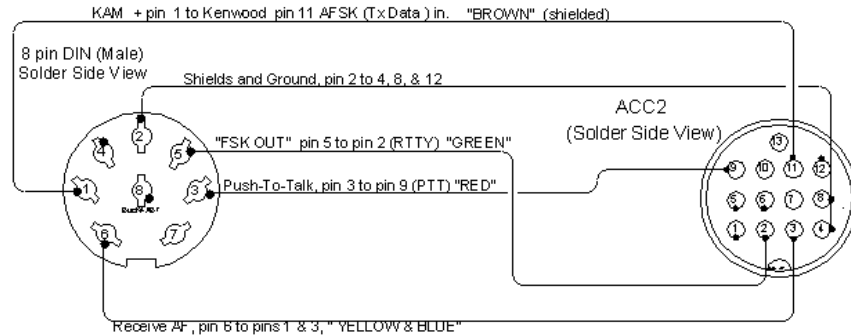 KAM + pin 1 to Kenwood pin 11 AFSK (Tx Data ) in. "BROWN" (shielded)
8 pin DIN (Male)
Solder Side View
Shields and Ground, pin 2 to 4, 8, & 12
ACC2
(Solder Side View)
"FSK OUT" pin 5 to pin 2 (RTTY) "GREEN"
Push-To-Talk, pin 3 to pin 9 (PTT) "RED"
2
4
5
1
8
3
6
7
13
9
10
11
12
5
6
7
8
1
2
3
4
Receive AF, pin 6 to pins 1 & 3, " YELLOW & BLUE"